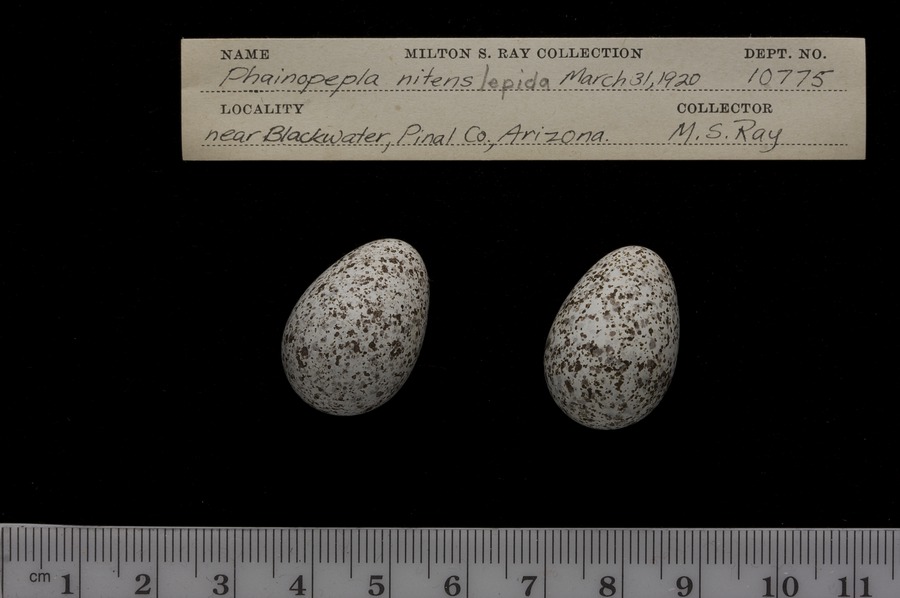 NAME MILTON S. RAY COLLECTION DEPT. NO.
Phainopepla nitens lepida March 31, 1920 10775
LOCALITY COLLECTOR
near Blackwater, Pinal Co., Arizona. M. S. Ray
cm 1 2 3 4 5 6 7 8 9 10 11